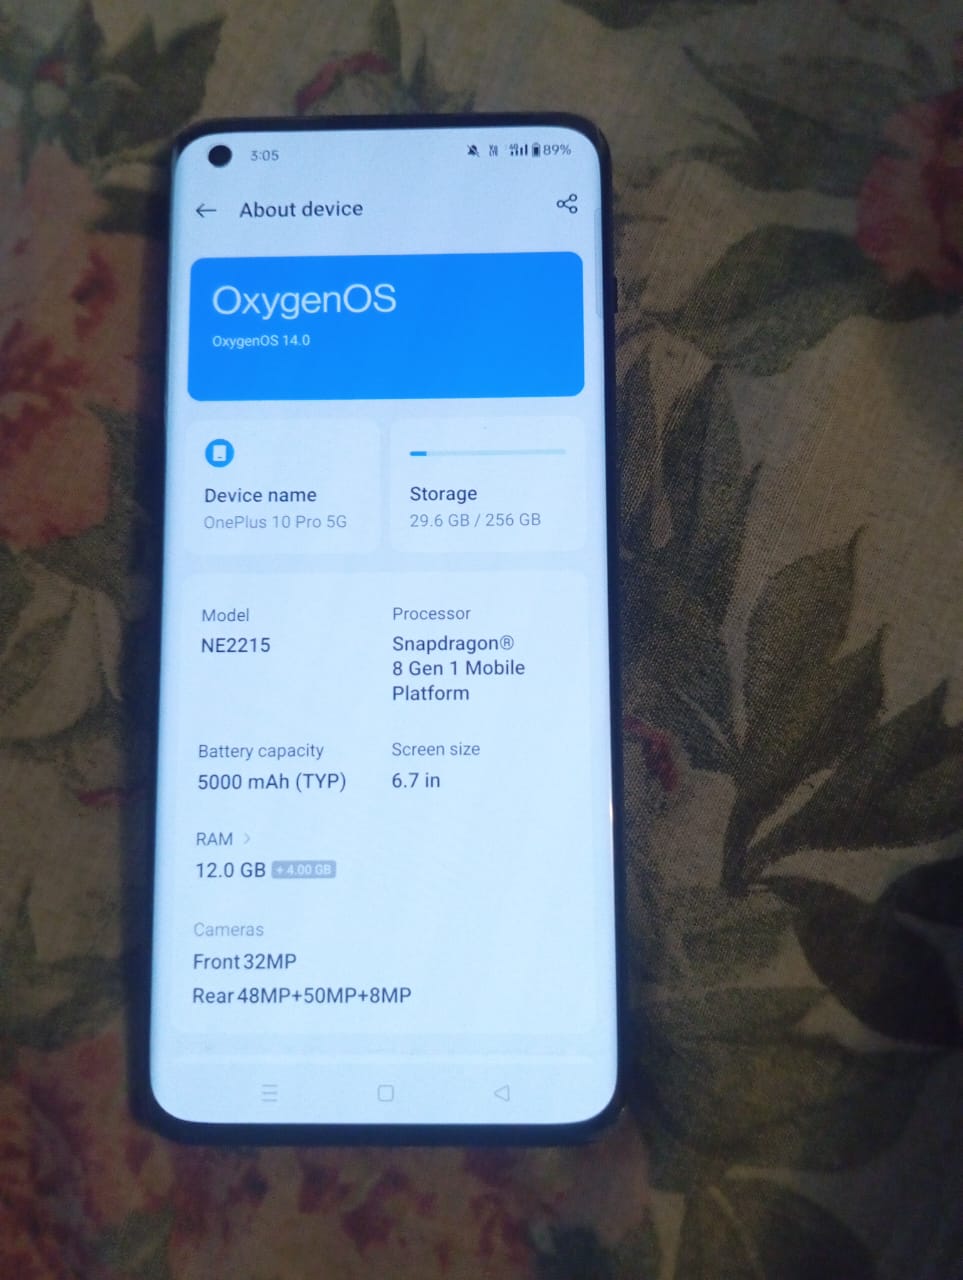 3:05
89%
About device
OxygenOS
OxygenOS 14.0
Device name
OnePlus 10 Pro 5G
Storage
29.6 GB / 256 GB
Model
NE2215
Processor
Snapdragon®
8 Gen 1 Mobile
Platform
Battery capacity
5000 mAh (TYP)
Screen size
6.7 in
RAM >
12.0 GB + 4.00 GB
Cameras
Front 32MP
Rear 48MP+50MP+8MP